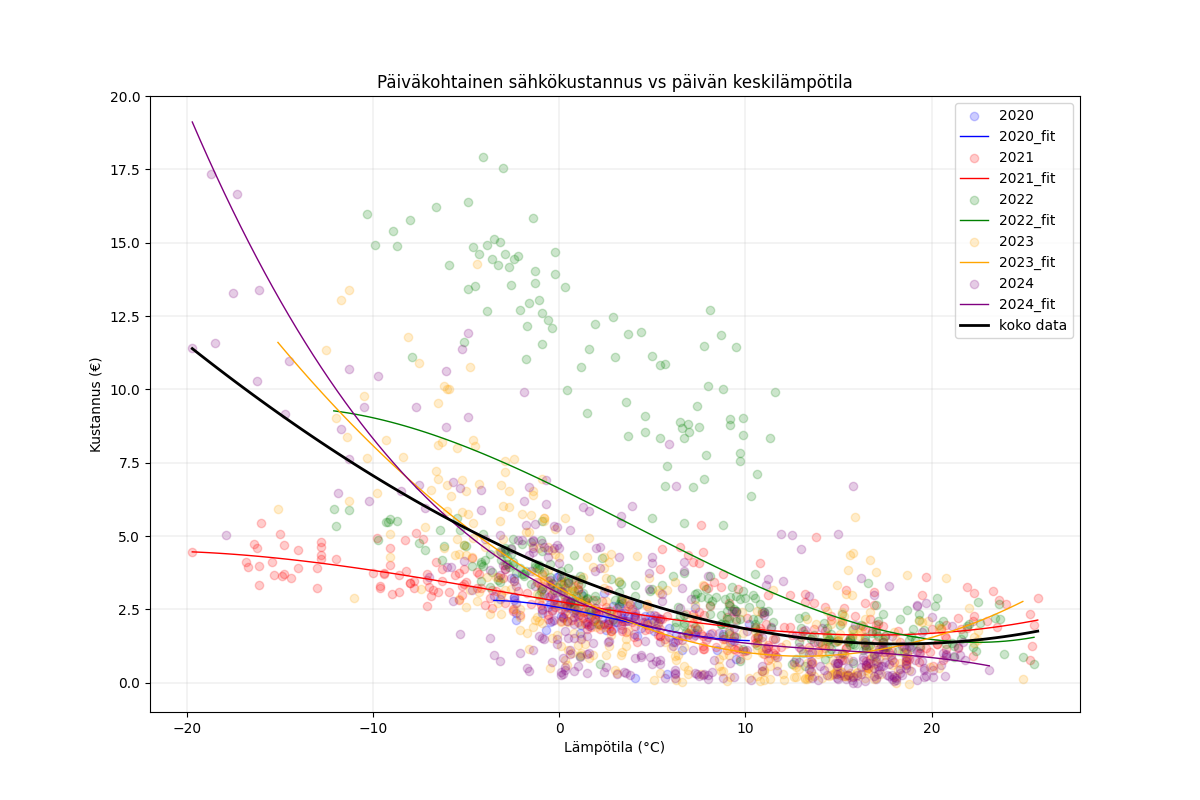 Päiväkohtainen sähkökustannus vs päivän keskilämpötila
20.0
17.5
15.0
12.5
10.0
7.5
5.0
2.5
0.0
Kustannus (€)
2020
2020_fit
2021
2021_fit
2022
2022_fit
2023
2023_fit
2024
2024_fit
koko data
−20
−10
0
10
20
Lämpötila (°C)